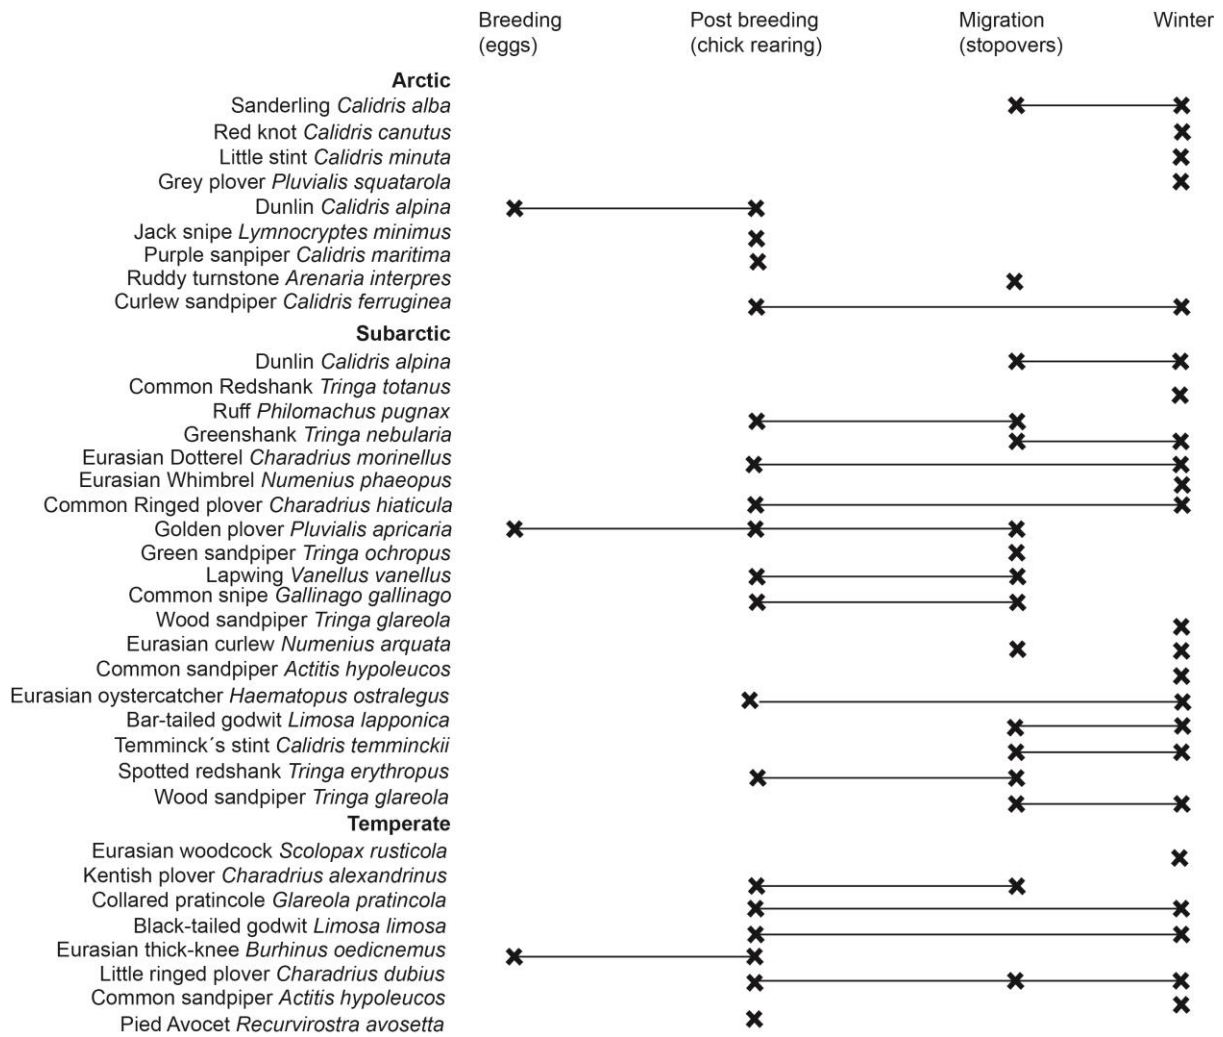 Breeding Post breeding Migration Winter
(eggs) (chick rearing) (stopovers)
Arctic
Sanderling Calidris alba
Red knot Calidris canutus
Little stint Calidris minuta
Grey plover Pluvialis squatarola
Dunlin Calidris alpina
Jack snipe Lymnocryptes minimus
Purple sanpiper Calidris maritima
Ruddy turnstone Arenaria interpres
Curlew sandpiper Calidris ferruginea
Subarctic
Dunlin Calidris alpina
Common Redshank Tringa totanus
Ruff Philomachus pugnax
Greenshank Tringa nebularia
Eurasian Dotterel Charadrius morinellus
Eurasian Whimbrel Numenius phaeopus
Common Ringed plover Charadrius hiaticula
Golden plover Pluvialis apricaria
Green sandpiper Tringa ochropus
Lapwing Vanellus vanellus
Common snipe Gallinago gallinago
Wood sandpiper Tringa glareola
Eurasian curlew Numenius arquata
Common sandpiper Actitis hypoleucos
Eurasian oystercatcher Haematopus ostralegus
Bar-tailed godwit Limosa lapponica
Temminck´s stint Calidris temminckii
Spotted redshank Tringa erythropus
Wood sandpiper Tringa glareola
Temperate
Eurasian woodcock Scolopax rusticola
Kentish plover Charadrius alexandrinus
Collared pratincole Glareola pratincola
Black-tailed godwit Limosa limosa
Eurasian thick-knee Burhinus oedicnemus
Little ringed plover Charadrius dubius
Common sandpiper Actitis hypoleucos
Pied Avocet Recurvirostra avosetta